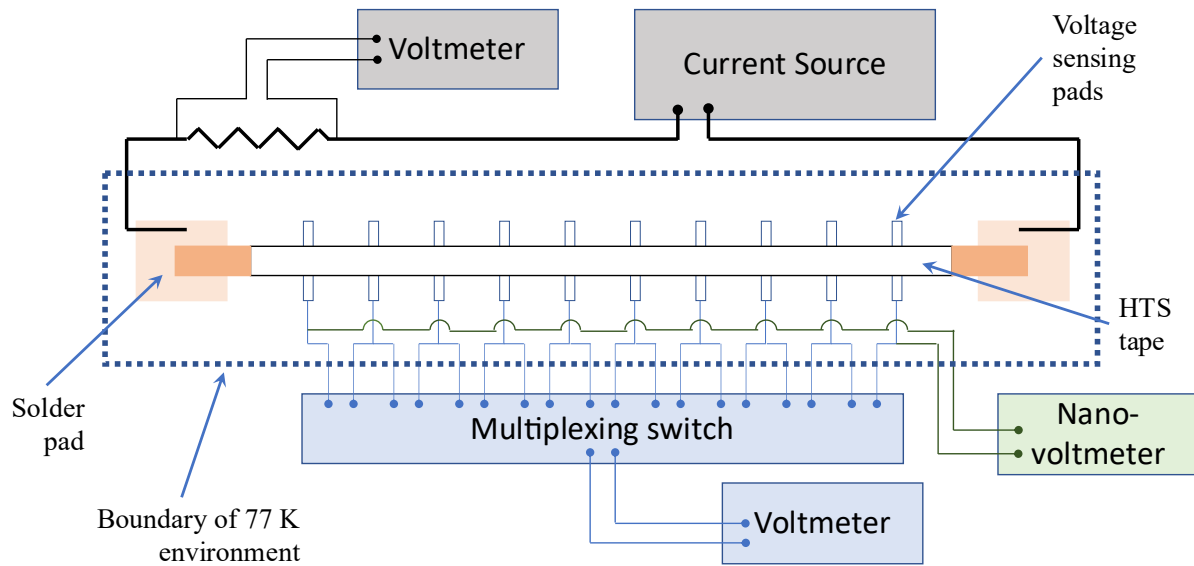 Voltmeter
Current Source
Voltage
sensing
pads
HTS
tape
Solder
pad
Multiplexing switch
Nano-
voltmeter
Boundary of 77 K
environment
Voltmeter